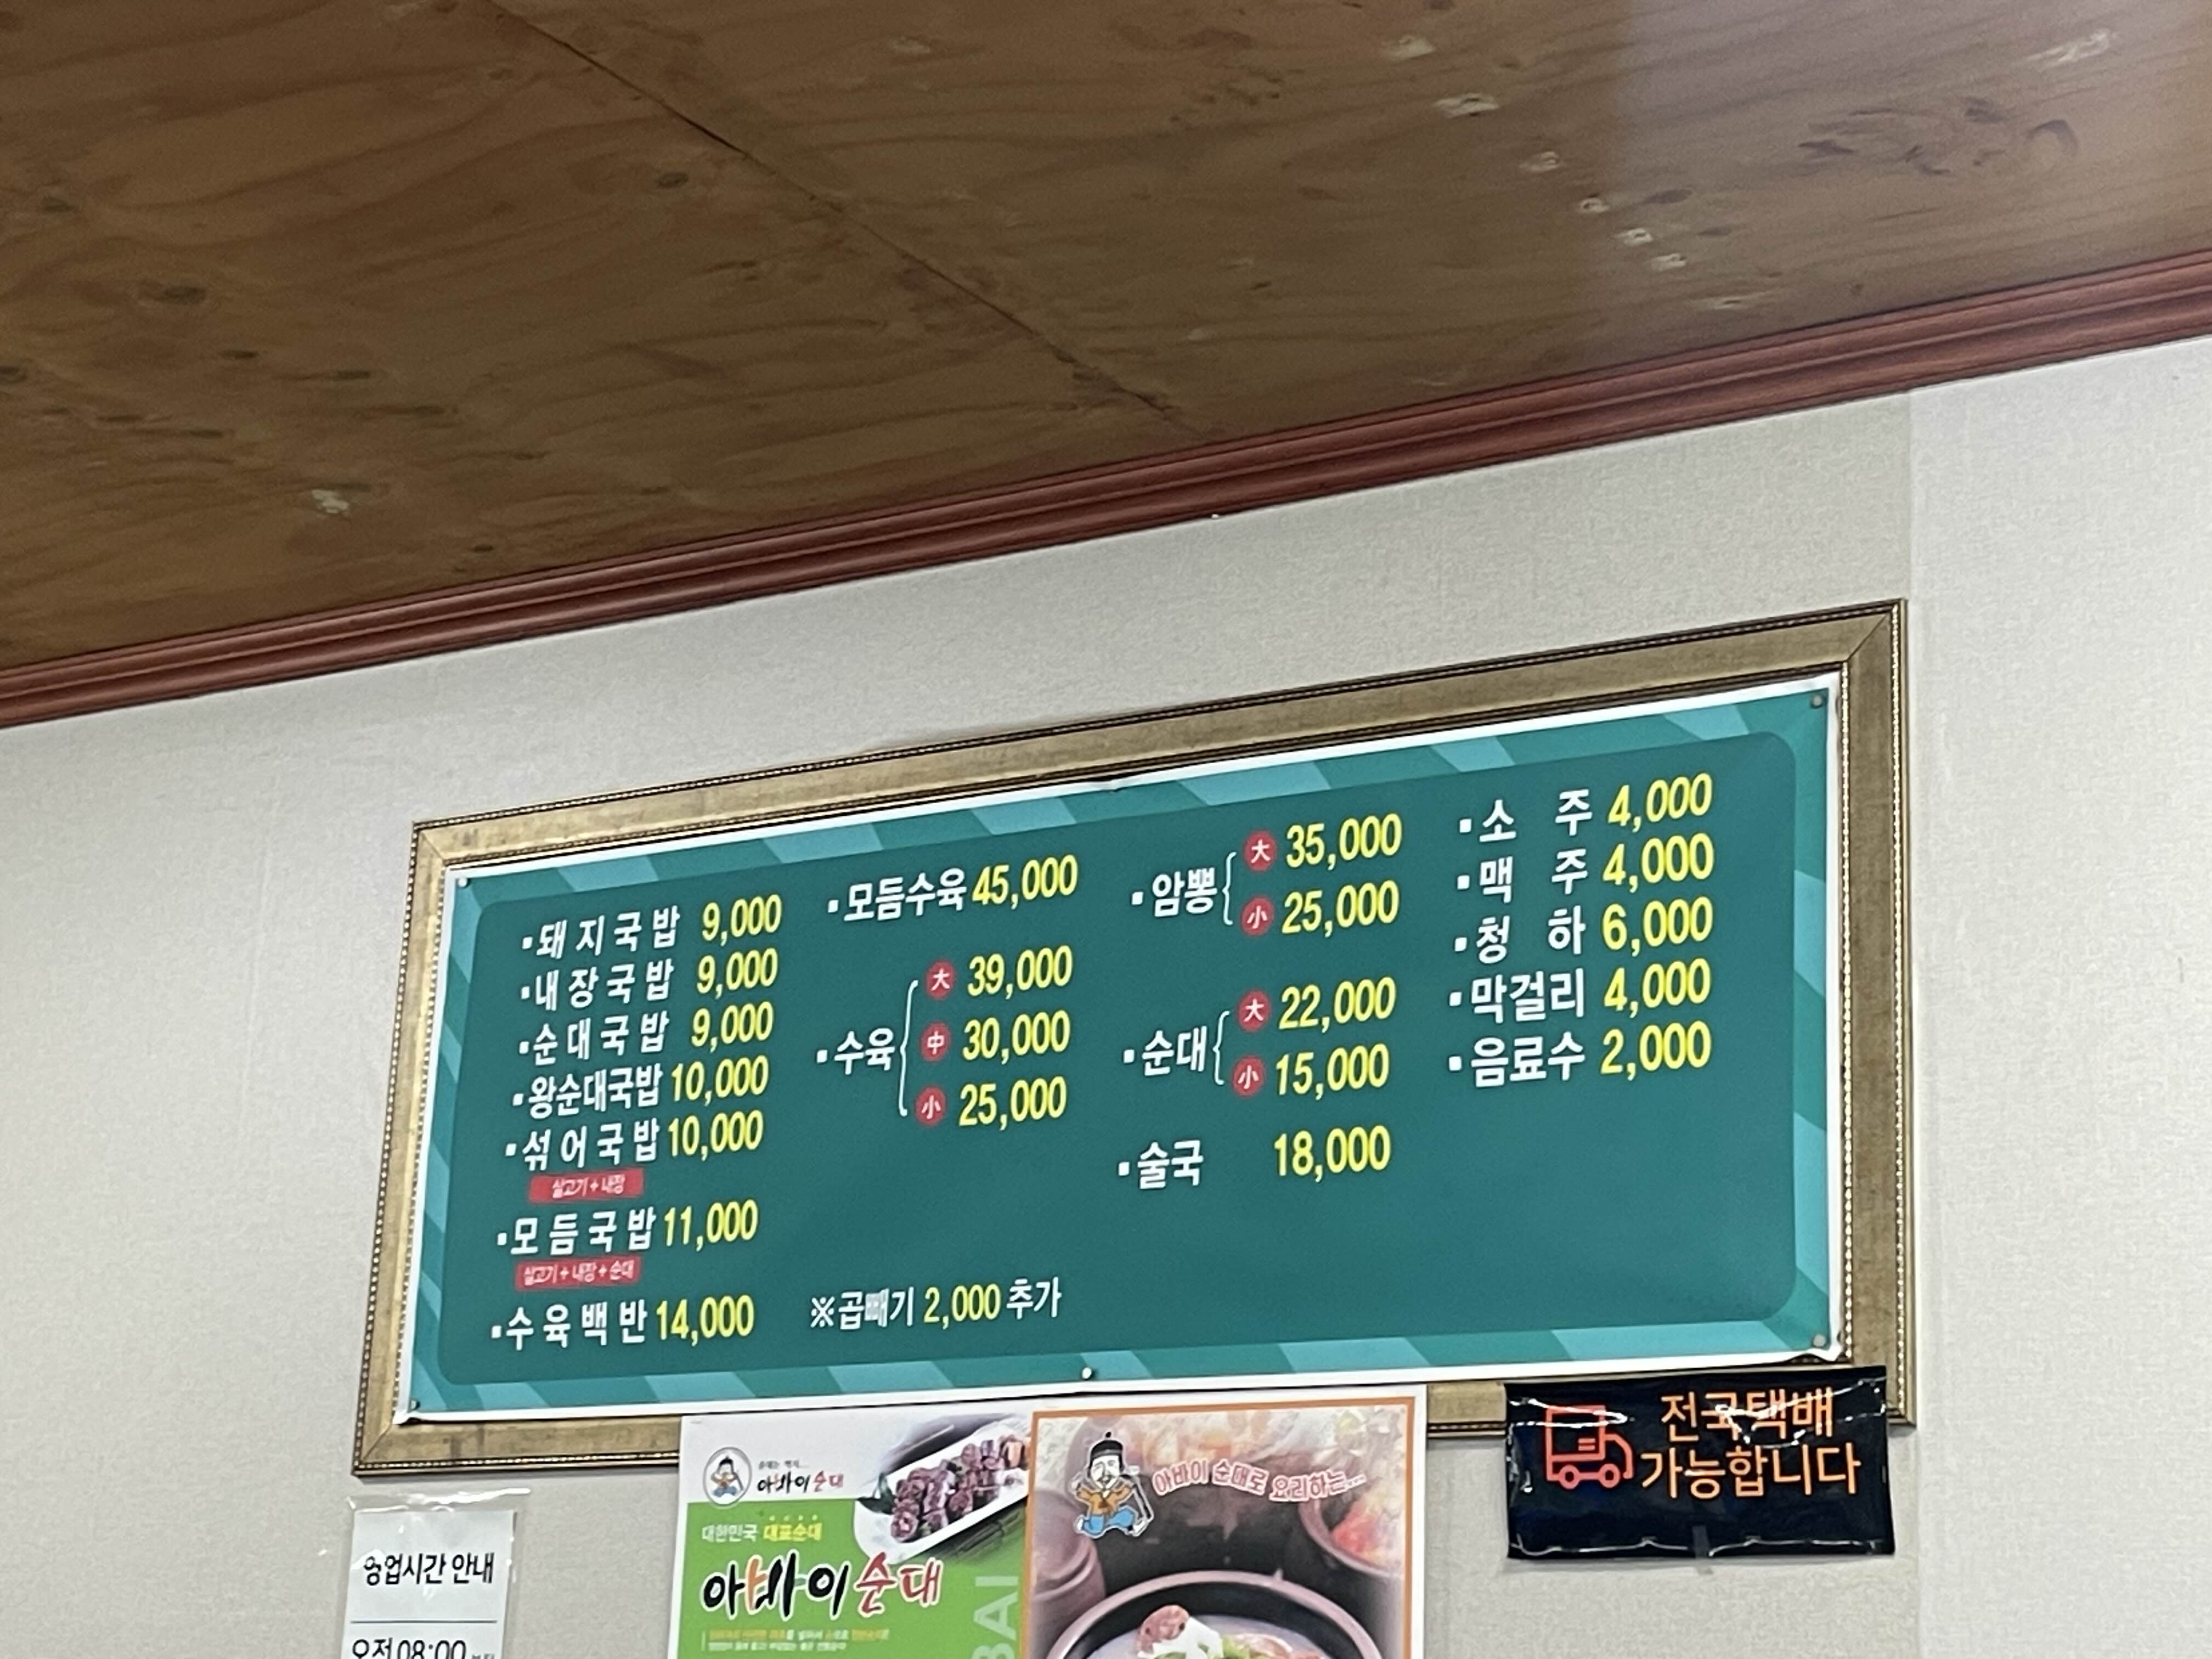 ·돼지국밥 9,000
·내장국밥 9,000
·순대국밥 9,000
·왕순대국밥 10,000
·섞어국밥 10,000
살고기+내장
·모듬국밥 11,000
살고기+내장+순대
·수육백반 14,000
·모듬수육 45,000
·수육
大 39,000
中 30,000
小 25,000
※곱빼기 2,000 추가
·암뽕
大 35,000
小 25,000
·순대
大 22,000
小 15,000
·술국 18,000
·소 주 4,000
·맥 주 4,000
·청 하 6,000
·막걸리 4,000
·음료수 2,000
전국택배
가능합니다
영업시간 안내
오전 08:00
아바이순대
대한민국 대표순대
아바이순대
BAI
아바이 순대로 요리하는...